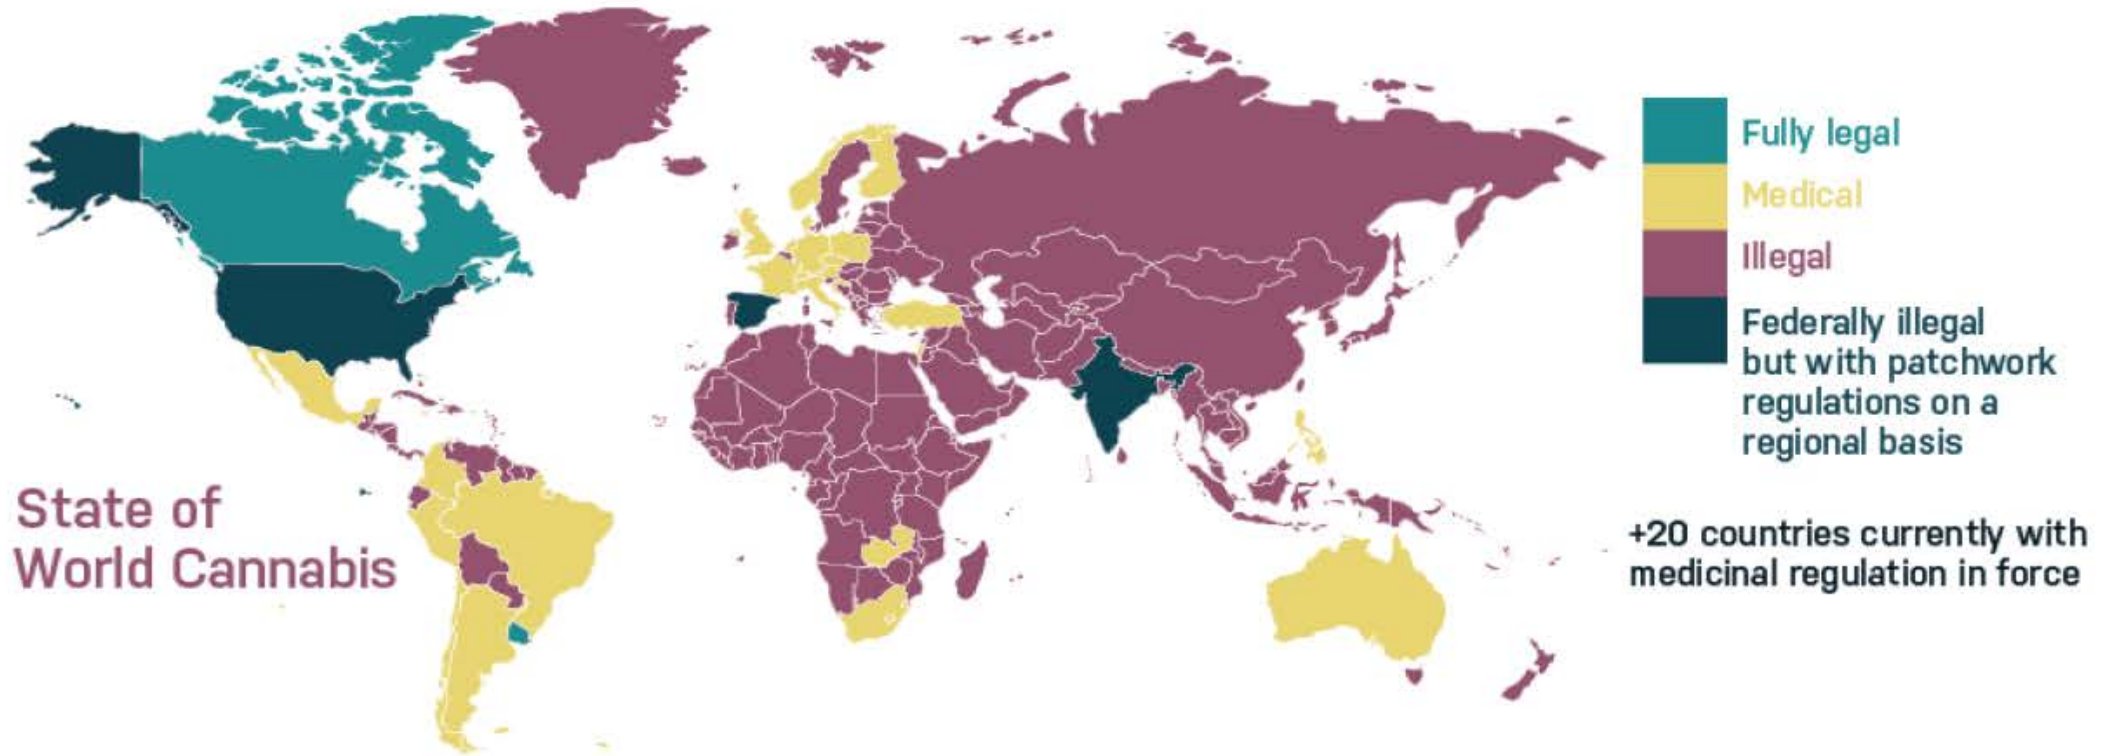 State of
World Cannabis
Fully legal
Medical
Illegal
Federally illegal
but with patchwork
regulations on a
regional basis
+20 countries currently with
medicinal regulation in force